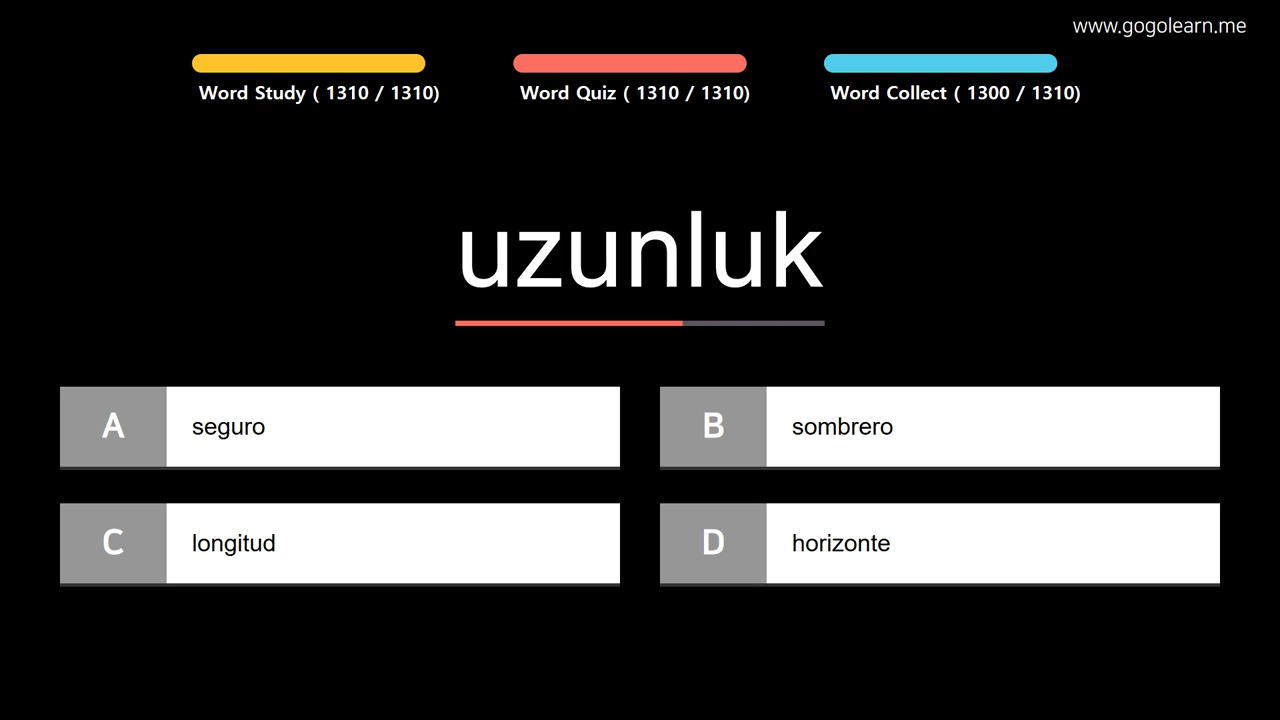 www.gogolearn.me
Word Study ( 1310 / 1310)
Word Quiz ( 1310 / 1310)
Word Collect ( 1300 / 1310)
uzunluk
A seguro
B sombrero
C longitud
D horizonte